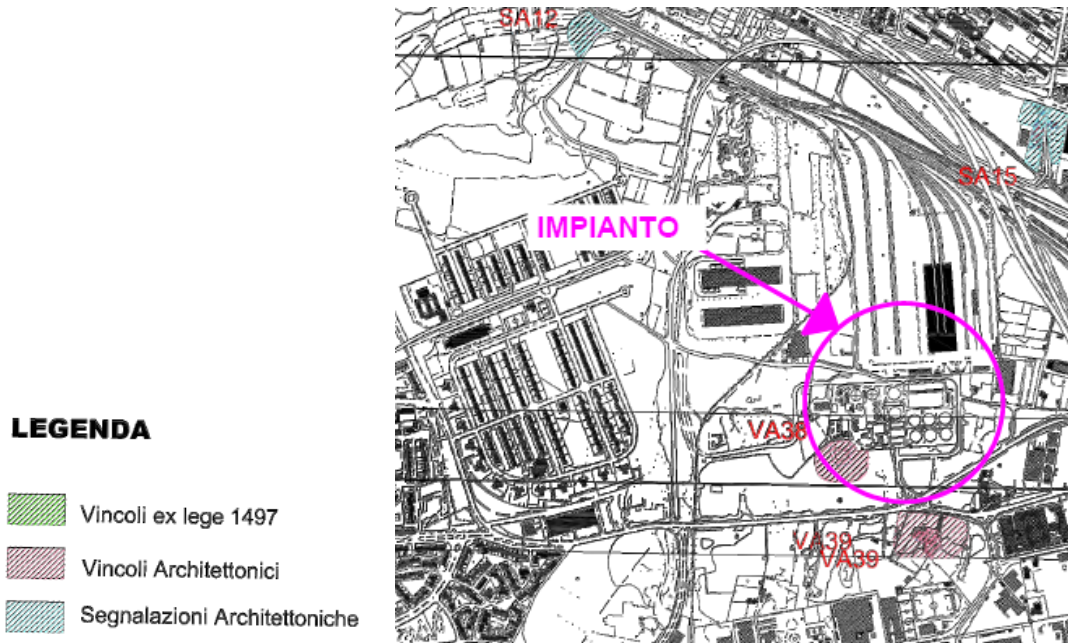 SA12
SA15
IMPIANTO
VA38
VA39
VA39
LEGENDA
Vincoli ex lege 1497
Vincoli Architettonici
Segnalazioni Architettoniche